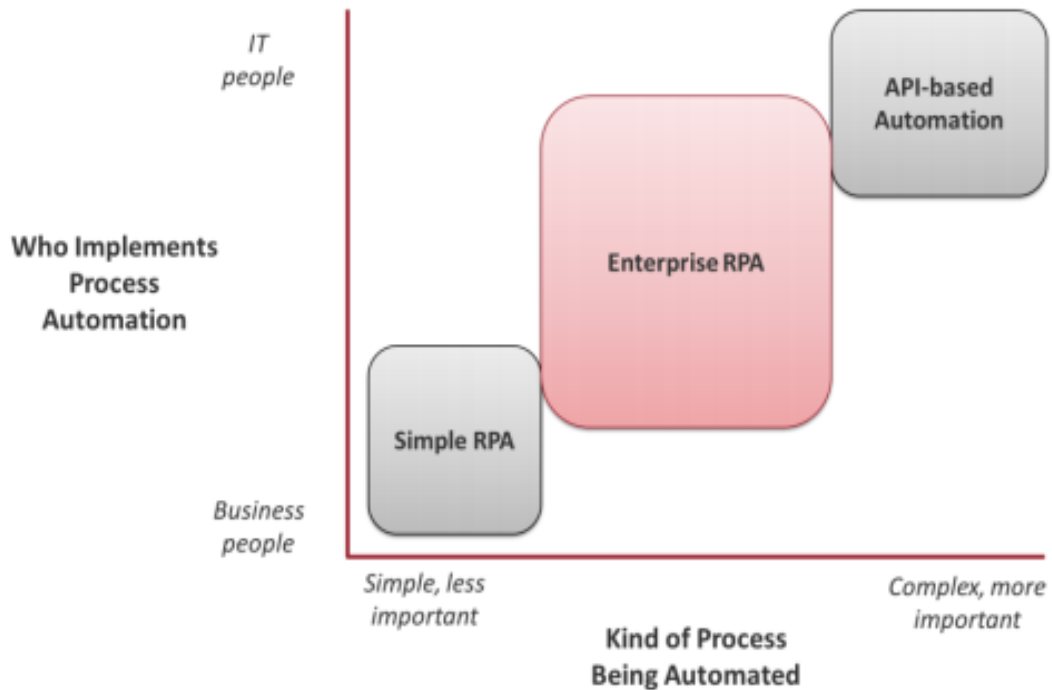 IT
people
API-based
Automation
Who Implements
Process
Automation
Enterprise RPA
Simple RPA
Business
people
Simple, less
important
Complex, more
important
Kind of Process
Being Automated